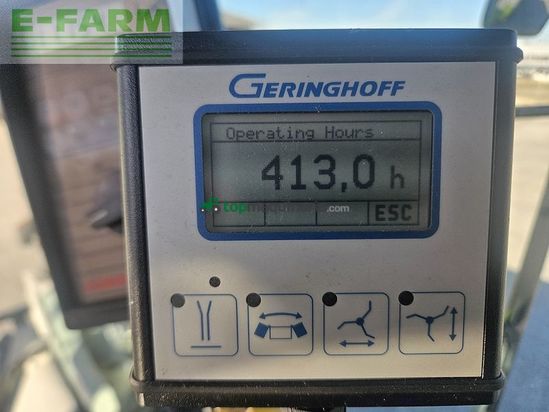 E-FARM
GERINGHOFF
Operating Hours
413,0 h
.com
ESC